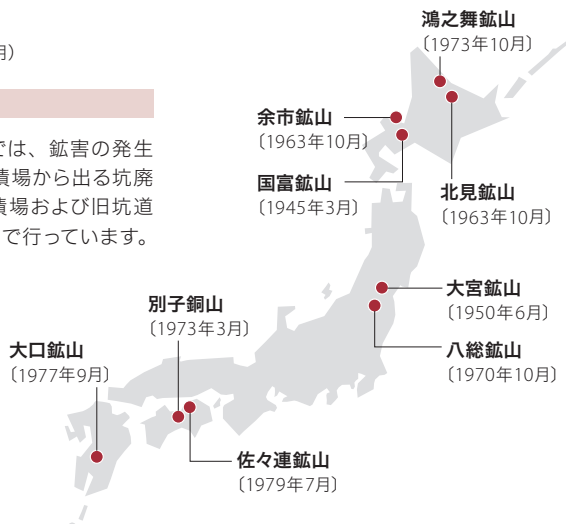 月）
では、鉱害の発生
積場から出る坑廃
積場および旧坑道
で行っています。
鴻之舞鉱山
〔1973年10月〕
余市鉱山
〔1963年10月〕
国富鉱山
〔1945年3月〕
北見鉱山
〔1963年10月〕
大宮鉱山
〔1950年6月〕
八総鉱山
〔1970年10月〕
別子銅山
〔1973年3月〕
大口鉱山
〔1977年9月〕
佐々連鉱山
〔1979年7月〕